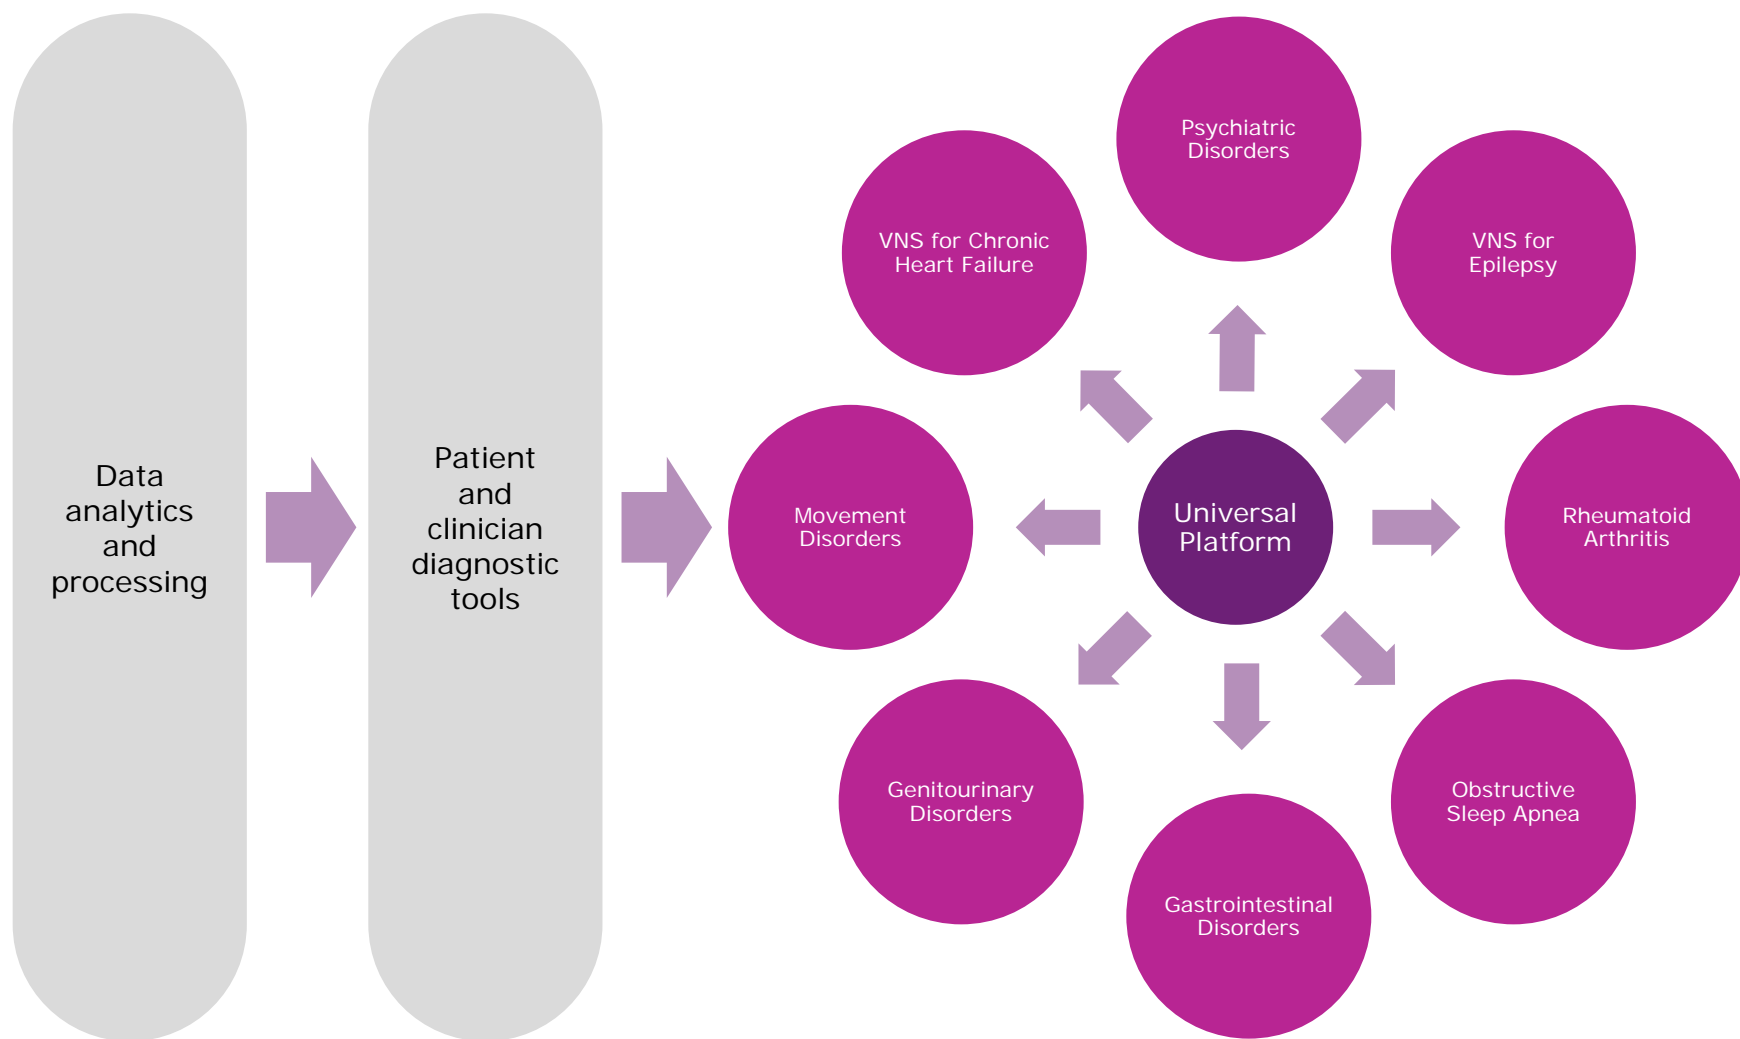 Data
analytics
and
processing
Patient
and
clinician
diagnostic
tools
Psychiatric
Disorders
VNS for Chronic
Heart Failure
VNS for
Epilepsy
Movement
Disorders
Universal
Platform
Rheumatoid
Arthritis
Genitourinary
Disorders
Obstructive
Sleep Apnea
Gastrointestinal
Disorders